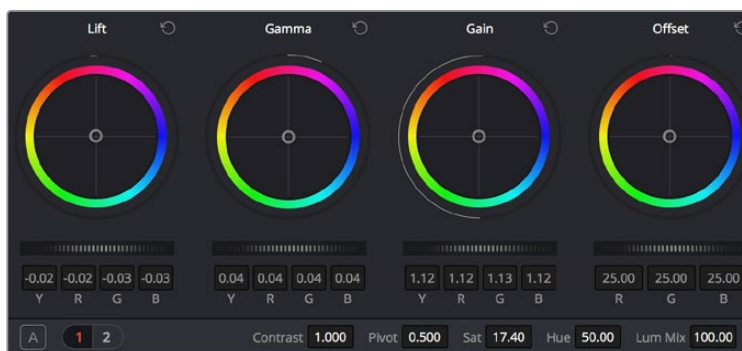 Lift Gamma Gain Offset
-0.02 -0.02 -0.03 -0.03 0.04 0.04 0.04 0.04 1.12 1.12 1.13 1.12 25.00 25.00 25.00
Y R G B Y R G B Y R G B R G B
A 1 2 Contrast 1.000 Pivot 0.500 Sat 17.40 Hue 50.00 Lum Mix 100.00